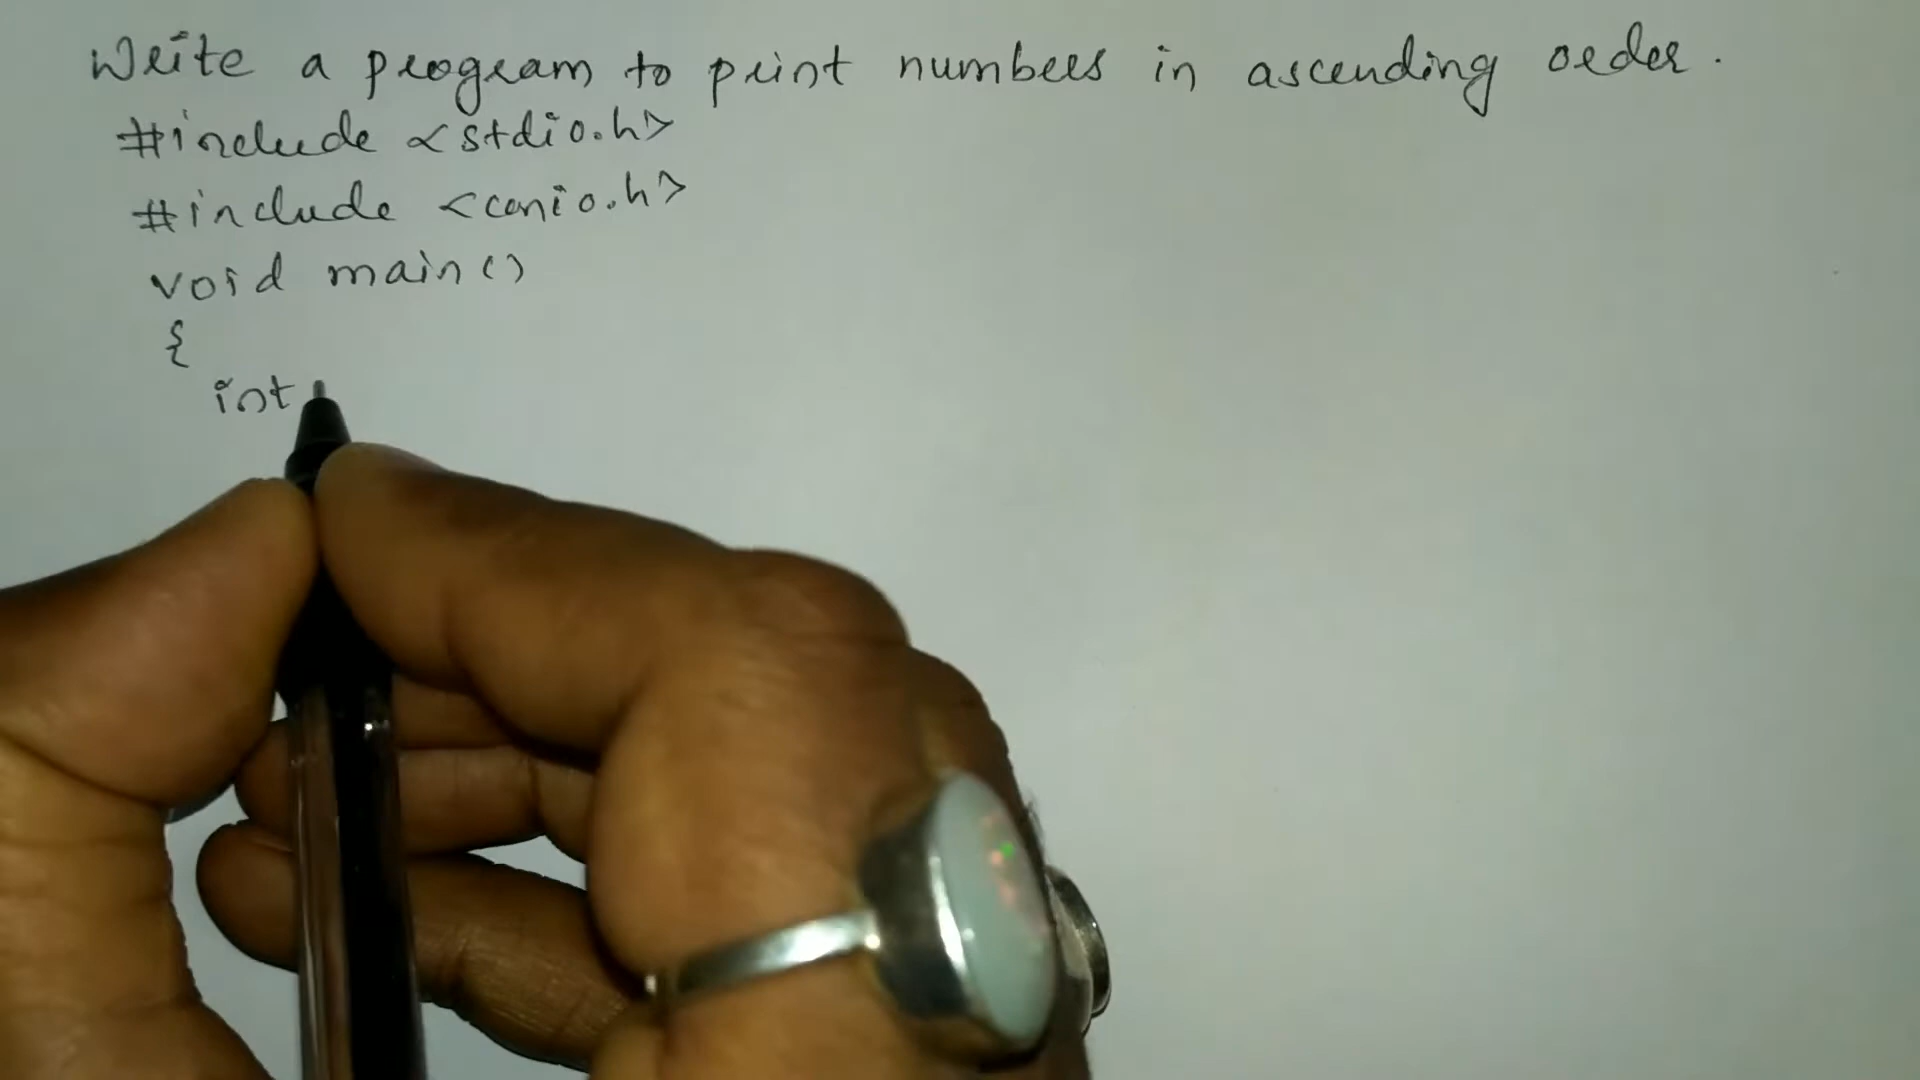 Write a program to print numbers in ascending order.
#include <stdio.h>
#include <conio.h>
void main()
{
int